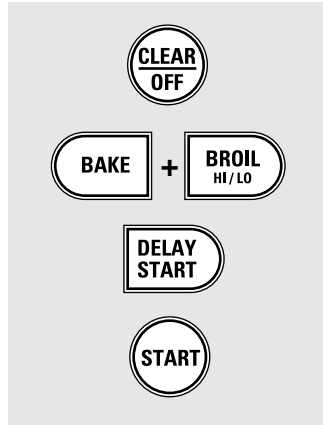 CLEAR
OFF
BAKE + BROIL
HI / LO
DELAY
START
START